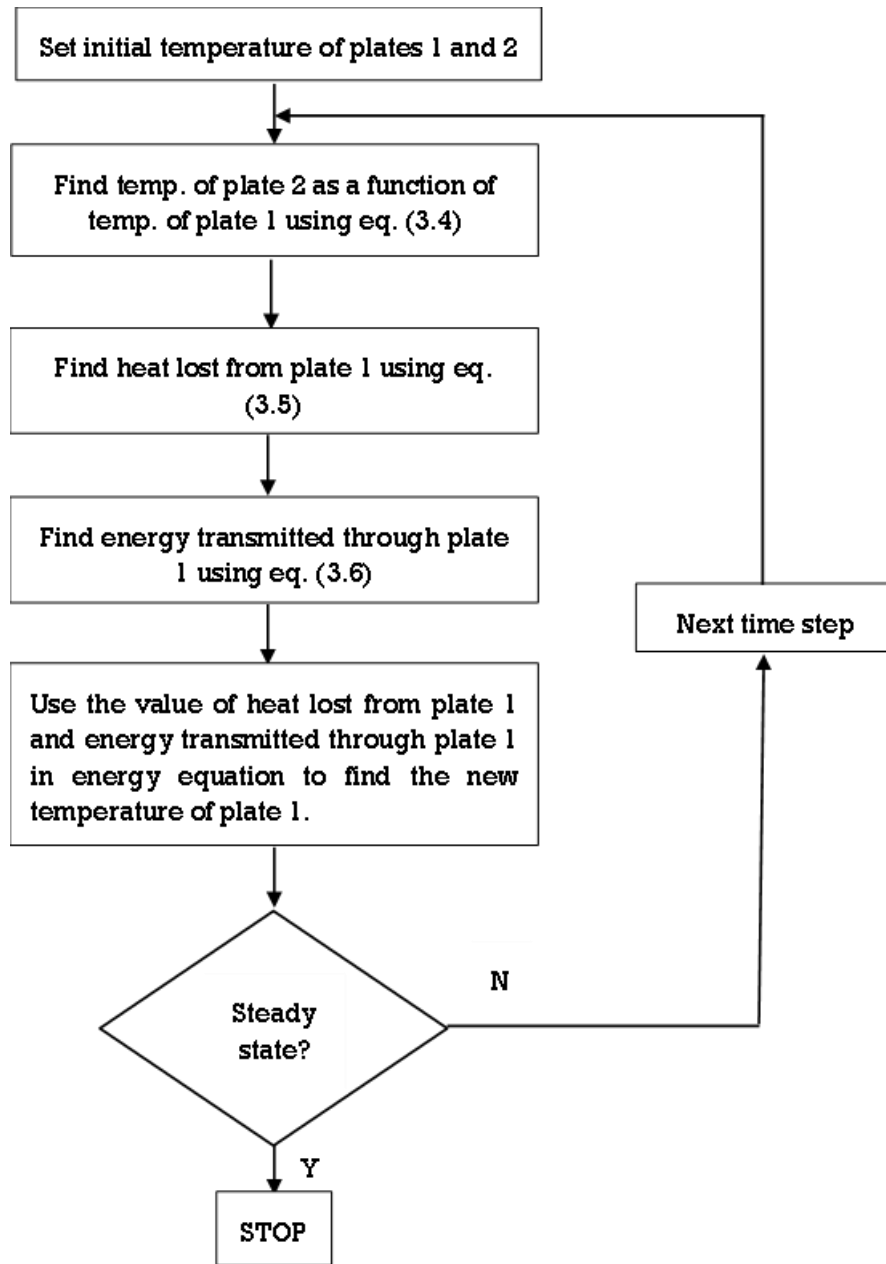 Set initial temperature of plates 1 and 2
Find temp. of plate 2 as a function of
temp. of plate 1 using eq. (3.4)
Find heat lost from plate 1 using eq.
(3.5)
Find energy transmitted through plate
1 using eq. (3.6)
Next time step
Use the value of heat lost from plate 1
and energy transmitted through plate 1
in energy equation to find the new
temperature of plate 1.
Steady
state?
N
Y
STOP